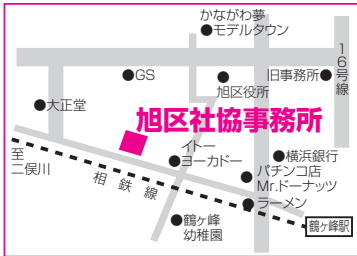 かながわ夢
モデルタウン
16号線
GS
旭区役所
旧事務所
大正堂
旭区社協事務所
イトー
ヨーカドー
横浜銀行
パチンコ店
Mr.ドーナッツ
至
二俣川
相鉄線
ラーメン
鶴ヶ峰
幼稚園
鶴ヶ峰駅